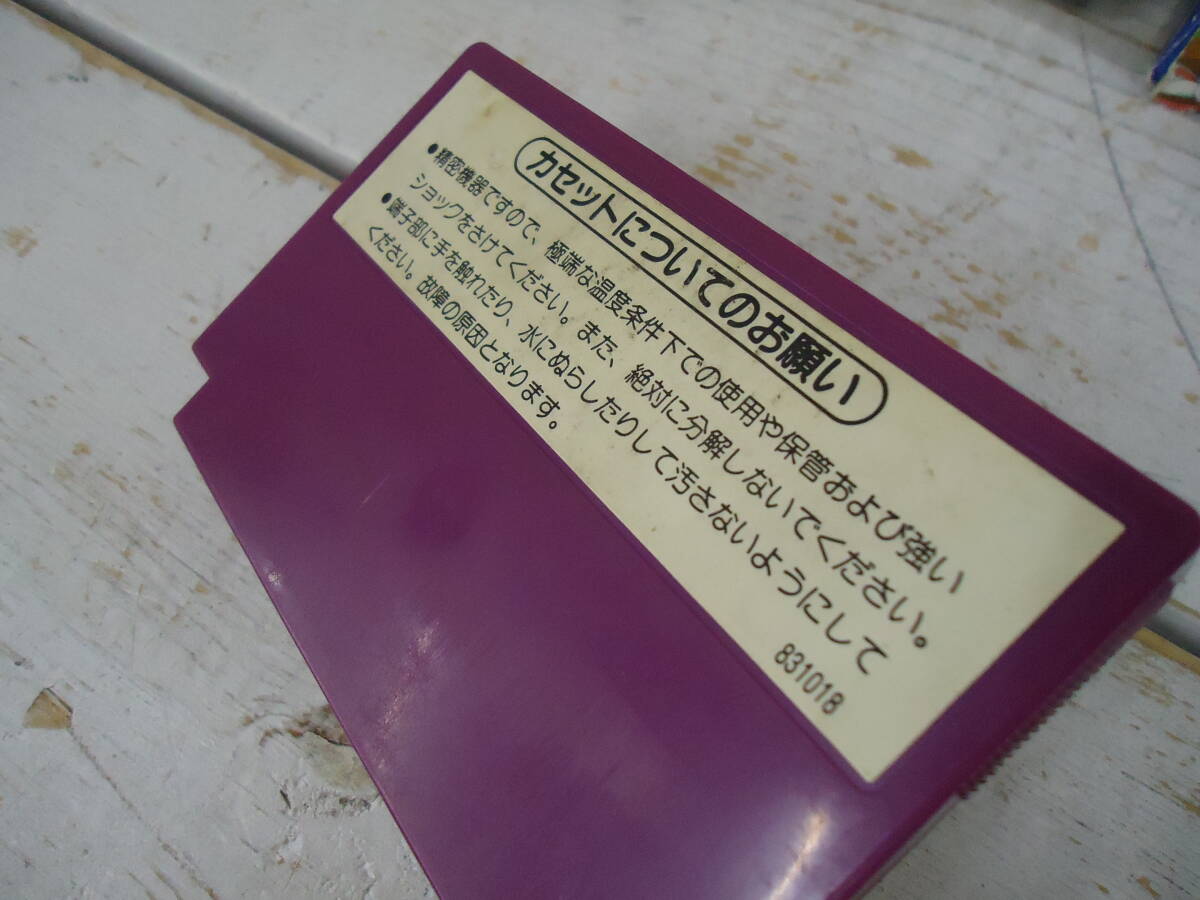 カセットについてのお願い
●精密機器ですので、極端な温度条件下での使用や保管および強い
ショックをさけてください。また、絶対に分解しないでください。
●端子部に手を触れたり、水にぬらしたりして汚さないようにして
ください。故障の原因となります。
831018